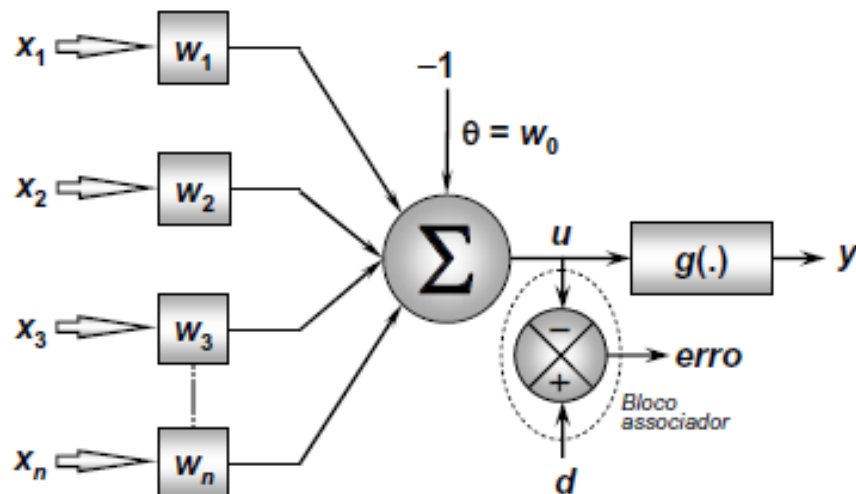 x₁ w₁
–1
θ = w₀
x₂ w₂
Σ
u
g(.)
y
x₃ w₃
–
+
erro
Bloco
associador
xₙ wₙ
d